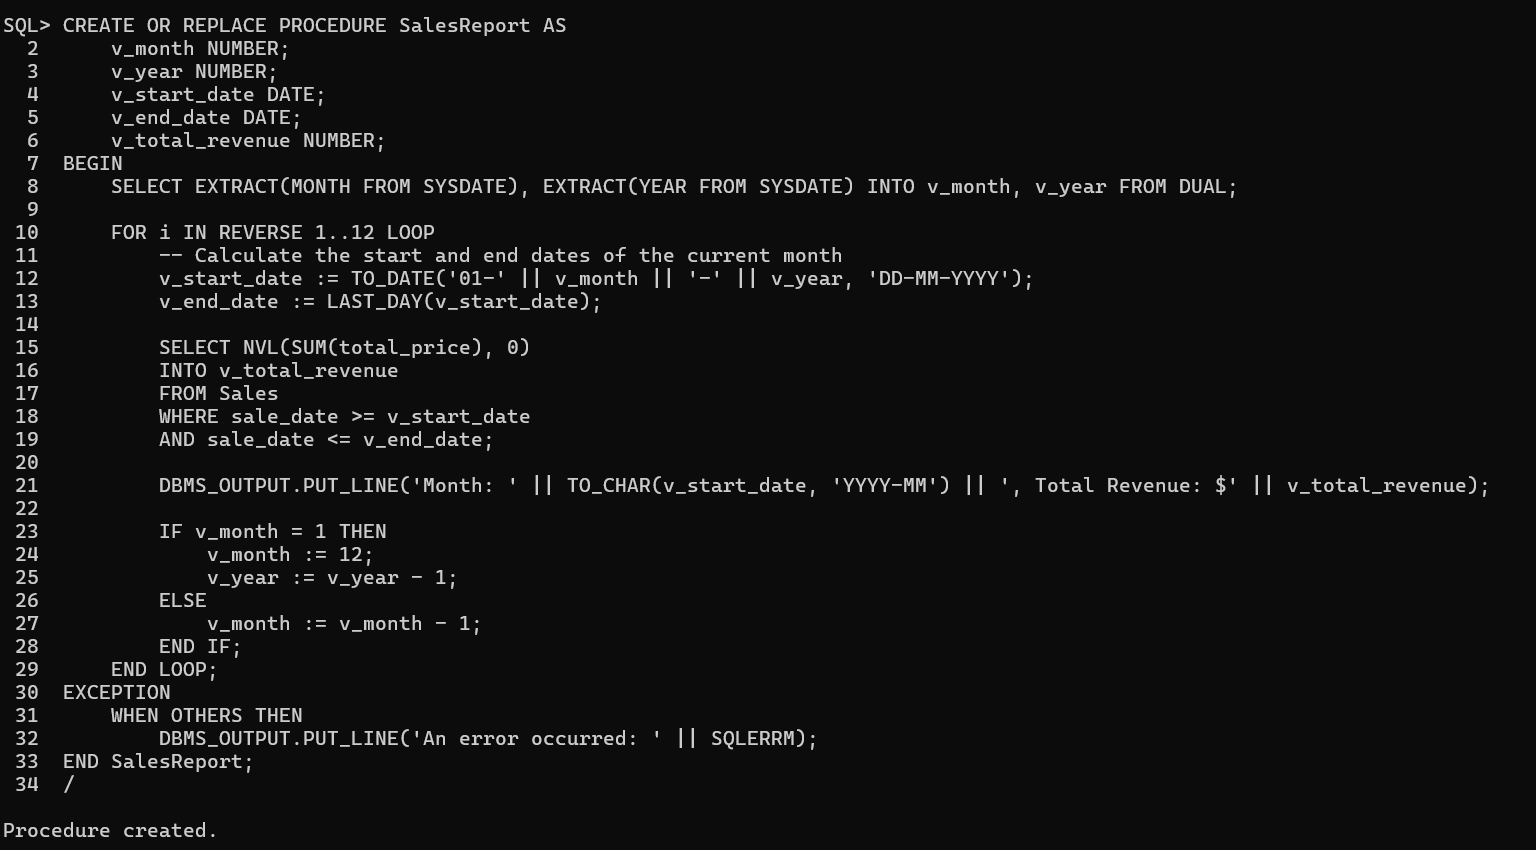 SQL> CREATE OR REPLACE PROCEDURE SalesReport AS
  2      v_month NUMBER;
  3      v_year NUMBER;
  4      v_start_date DATE;
  5      v_end_date DATE;
  6      v_total_revenue NUMBER;
  7  BEGIN
  8      SELECT EXTRACT(MONTH FROM SYSDATE), EXTRACT(YEAR FROM SYSDATE) INTO v_month, v_year FROM DUAL;
  9
 10      FOR i IN REVERSE 1..12 LOOP
 11          -- Calculate the start and end dates of the current month
 12          v_start_date := TO_DATE('01-' || v_month || '-' || v_year, 'DD-MM-YYYY');
 13          v_end_date := LAST_DAY(v_start_date);
 14
 15          SELECT NVL(SUM(total_price), 0)
 16          INTO v_total_revenue
 17          FROM Sales
 18          WHERE sale_date >= v_start_date
 19          AND sale_date <= v_end_date;
 20
 21          DBMS_OUTPUT.PUT_LINE('Month: ' || TO_CHAR(v_start_date, 'YYYY-MM') || ', Total Revenue: $' || v_total_revenue);
 22
 23          IF v_month = 1 THEN
 24              v_month := 12;
 25              v_year := v_year - 1;
 26          ELSE
 27              v_month := v_month - 1;
 28          END IF;
 29      END LOOP;
 30  EXCEPTION
 31      WHEN OTHERS THEN
 32          DBMS_OUTPUT.PUT_LINE('An error occurred: ' || SQLERRM);
 33  END SalesReport;
 34  /

Procedure created.